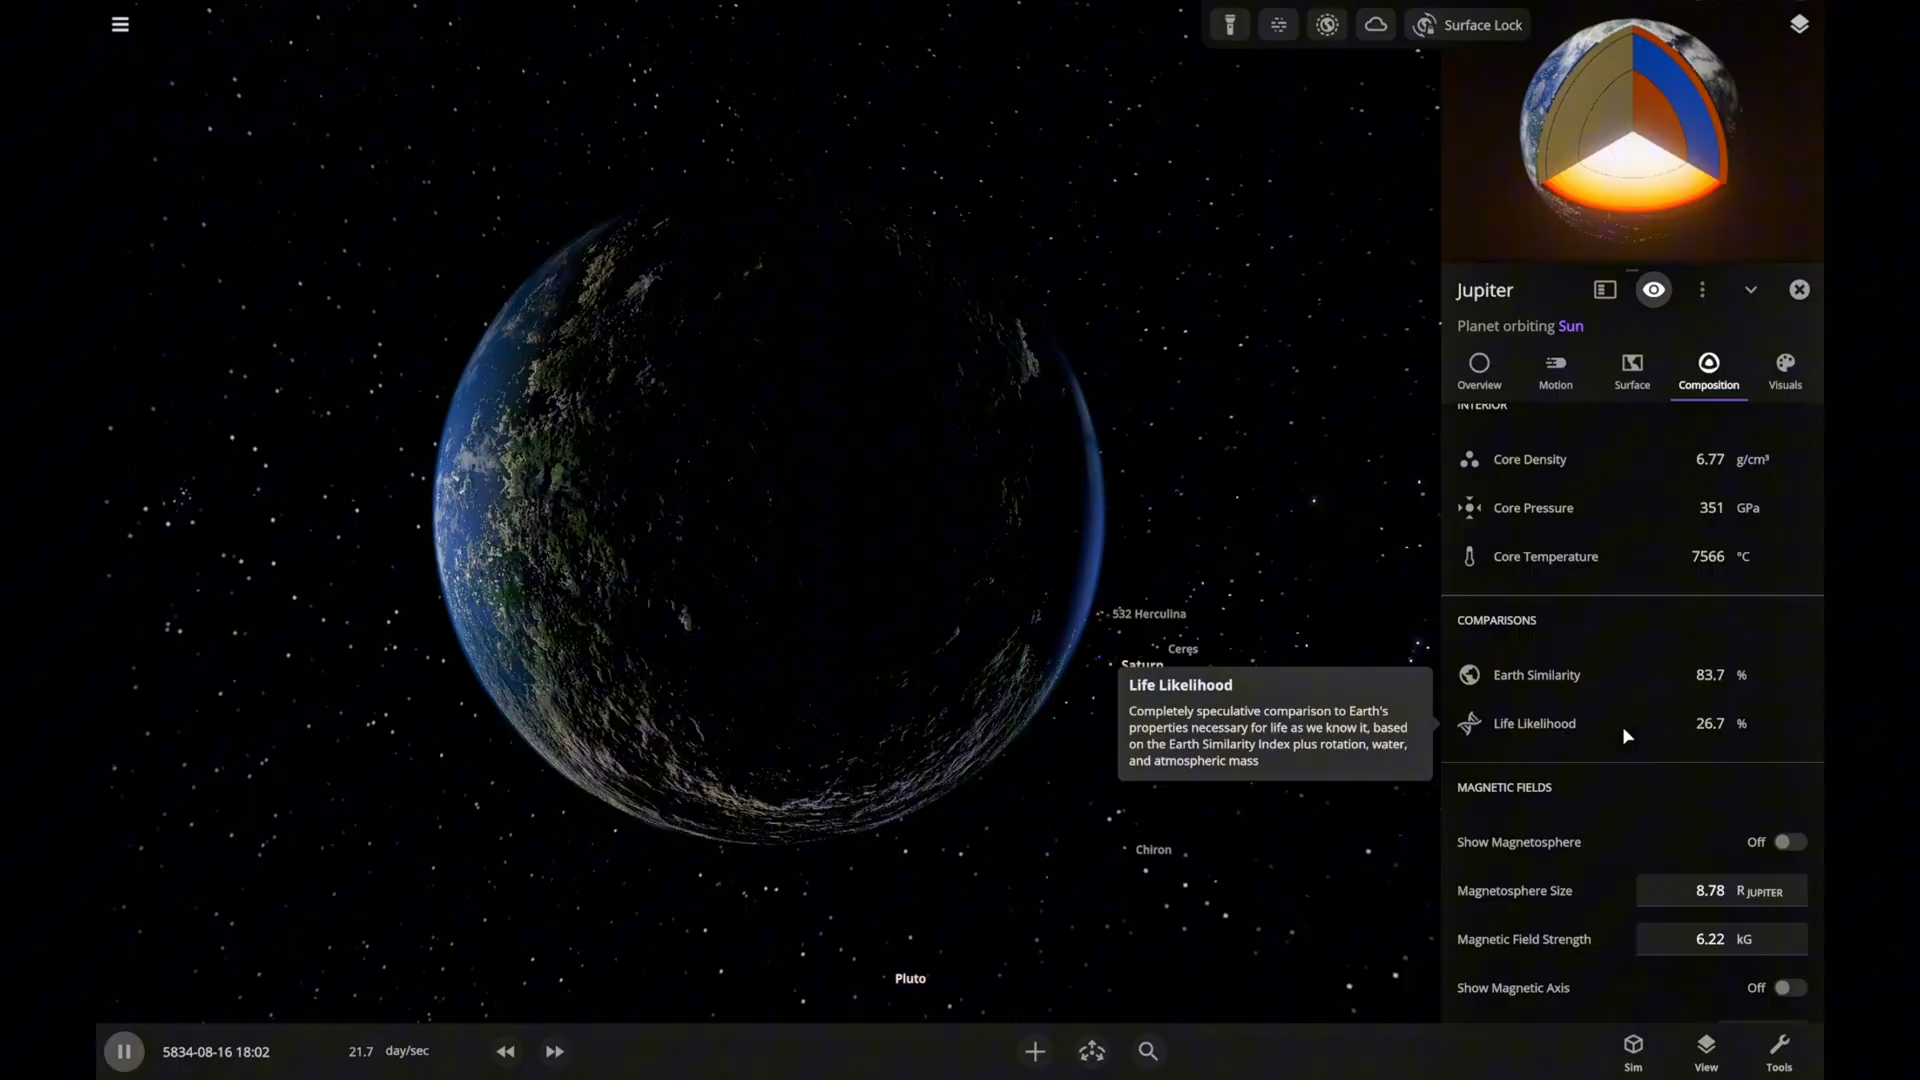 Surface Lock
Jupiter
Planet orbiting Sun
Overview
Motion
Surface
Composition
Visuals
INTERIOR
Core Density 6.77 g/cm³
Core Pressure 351 GPa
Core Temperature 7566 °C
COMPARISONS
Earth Similarity 83.7 %
Life Likelihood 26.7 %
MAGNETIC FIELDS
Show Magnetosphere Off
Magnetosphere Size 8.78 R JUPITER
Magnetic Field Strength 6.22 kG
Show Magnetic Axis Off
532 Herculina
Ceres
Saturn
Life Likelihood
Completely speculative comparison to Earth's
properties necessary for life as we know it, based
on the Earth Similarity Index plus rotation, water,
and atmospheric mass
Chiron
Pluto
5834-08-16 18:02
21.7 day/sec
Sim
View
Tools